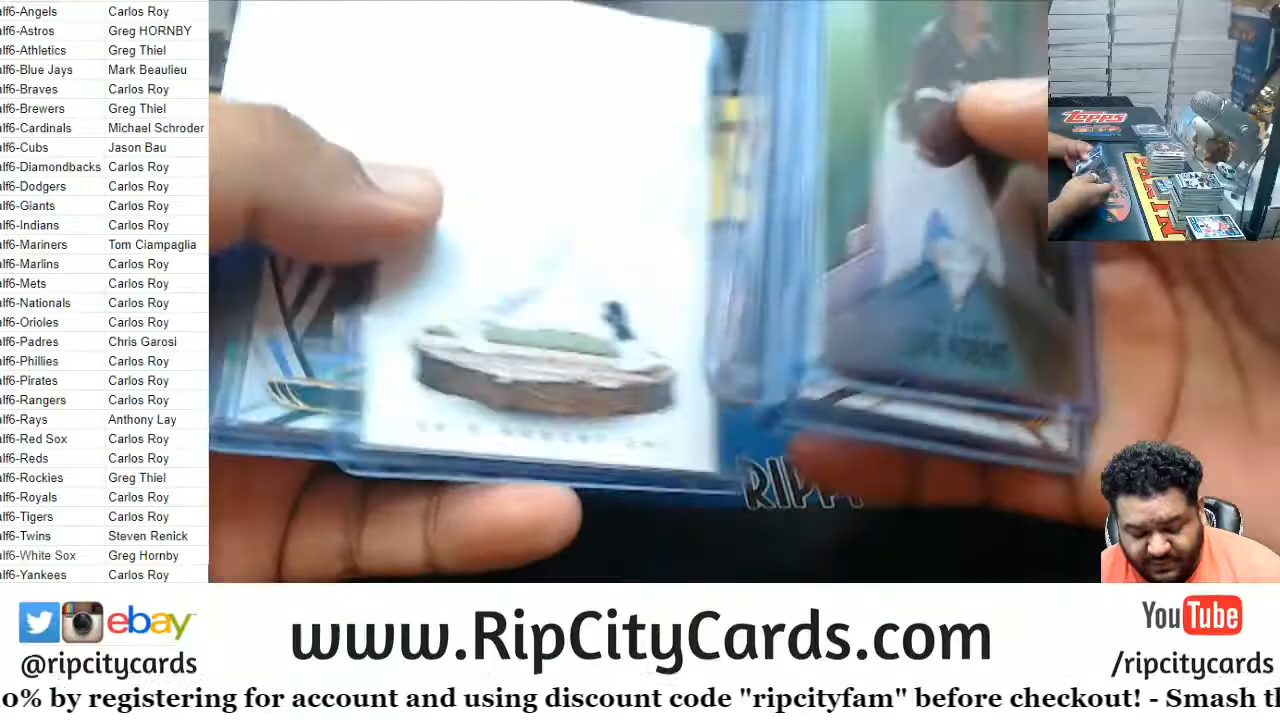 alf6-Angels Carlos Roy
alf6-Astros Greg HORNBY
alf6-Athletics Greg Thiel
alf6-Blue Jays Mark Beaulieu
alf6-Braves Carlos Roy
alf6-Brewers Greg Thiel
alf6-Cardinals Michael Schroder
alf6-Cubs Jason Bau
alf6-Diamondbacks Carlos Roy
alf6-Dodgers Carlos Roy
alf6-Giants Carlos Roy
alf6-Indians Carlos Roy
alf6-Mariners Tom Ciampaglia
alf6-Marlins Carlos Roy
alf6-Mets Carlos Roy
alf6-Nationals Carlos Roy
alf6-Orioles Carlos Roy
alf6-Padres Chris Garosi
alf6-Phillies Carlos Roy
alf6-Pirates Carlos Roy
alf6-Rangers Carlos Roy
alf6-Rays Anthony Lay
alf6-Red Sox Carlos Roy
alf6-Reds Carlos Roy
alf6-Rockies Greg Thiel
alf6-Royals Carlos Roy
alf6-Tigers Carlos Roy
alf6-Twins Steven Renick
alf6-White Sox Greg Hornby
alf6-Yankees Carlos Roy
Topps
PANINI
RIPP
ebay
@ripcitycards
www.RipCityCards.com
YouTube
/ripcitycards
0% by registering for account and using discount code "ripcityfam" before checkout! - Smash th